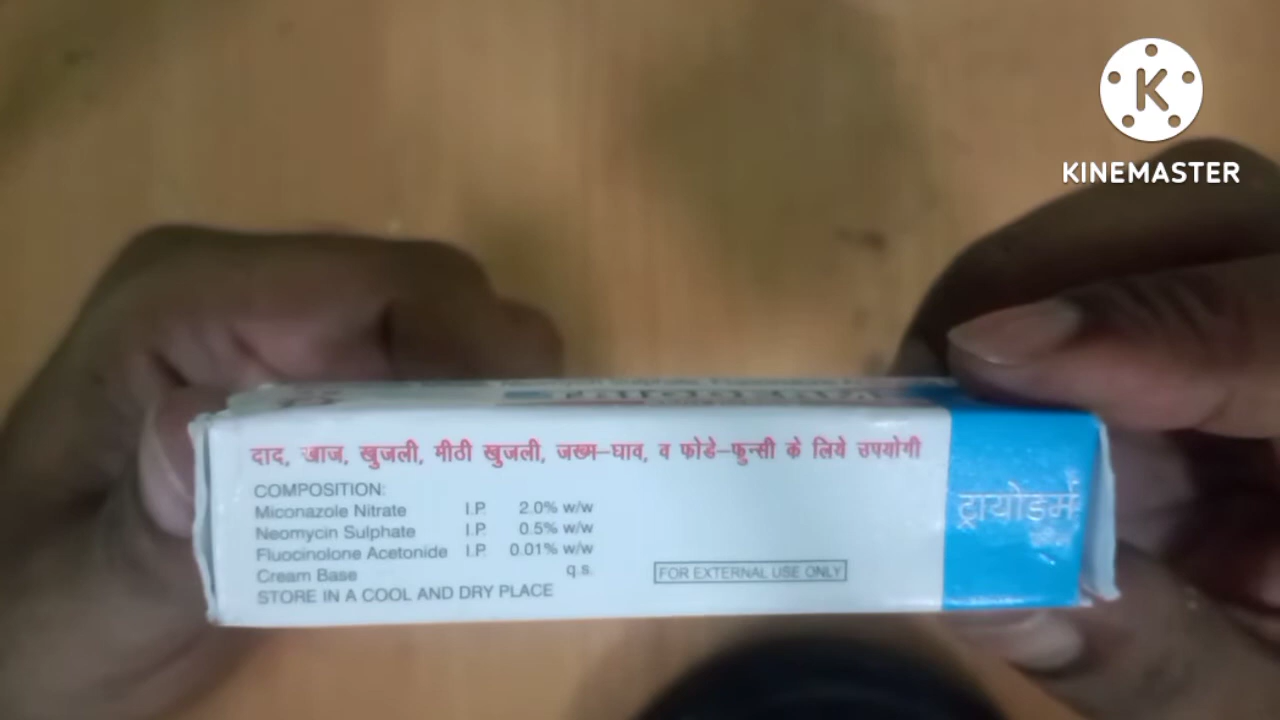 K
KINEMASTER
दाद, खाज, खुजली, मीठी खुजली, जख्म-घाव, व फोडे-फुन्सी के लिये उपयोगी
COMPOSITION:
Miconazole Nitrate I.P. 2.0% w/w
Neomycin Sulphate I.P. 0.5% w/w
Fluocinolone Acetonide I.P. 0.01% w/w
Cream Base q.s.
STORE IN A COOL AND DRY PLACE
FOR EXTERNAL USE ONLY
ट्रायोडर्म